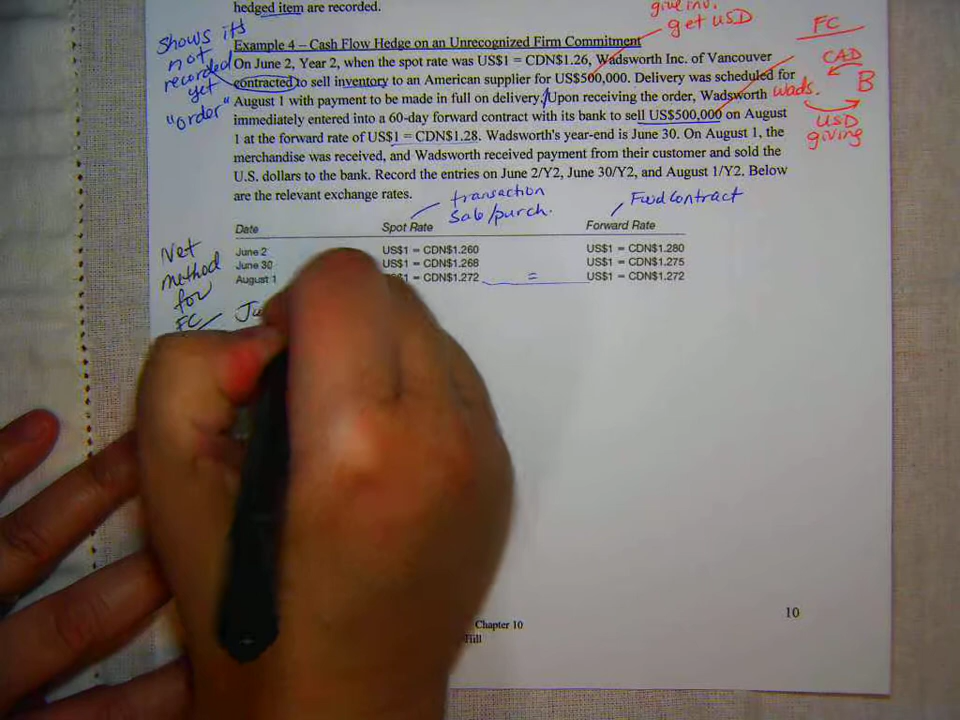 hedged item are recorded.
give inv.
get USD
FC
Shows its
not
recorded
yet
"order"
Example 4 – Cash Flow Hedge on an Unrecognized Firm Commitment
On June 2, Year 2, when the spot rate was US$1 = CDN$1.26, Wadsworth Inc. of Vancouver
contracted to sell inventory to an American supplier for US$500,000. Delivery was scheduled for
August 1 with payment to be made in full on delivery. Upon receiving the order, Wadsworth
immediately entered into a 60-day forward contract with its bank to sell US$500,000 on August
1 at the forward rate of US$1 = CDN$1.28. Wadsworth's year-end is June 30. On August 1, the
merchandise was received, and Wadsworth received payment from their customer and sold the
U.S. dollars to the bank. Record the entries on June 2/Y2, June 30/Y2, and August 1/Y2. Below
are the relevant exchange rates.
CAD
wads. B
USD
giving
transaction
Sale/purch.
Fwd contract
Date Spot Rate Forward Rate
June 2 US$1 = CDN$1.260 US$1 = CDN$1.280
June 30 US$1 = CDN$1.268 US$1 = CDN$1.275
August 1 = CDN$1.272 = US$1 = CDN$1.272
Net
method
for
FC
Ju
10
Chapter 10